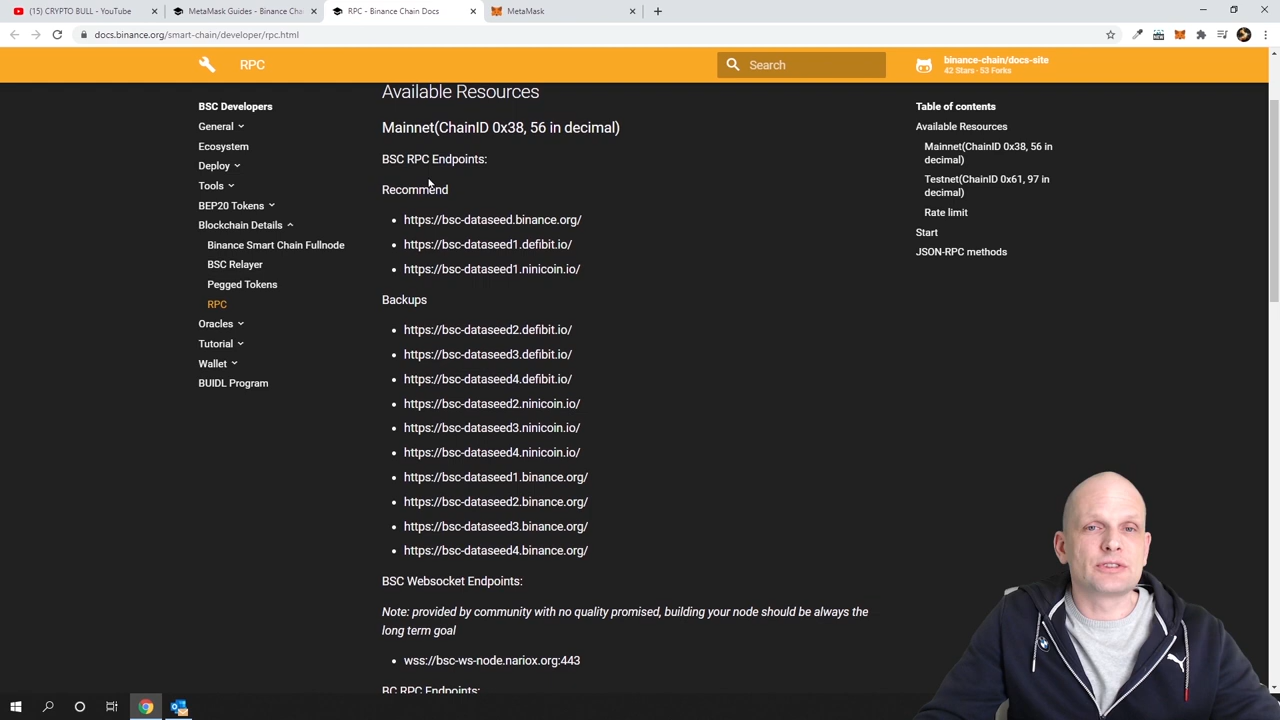 (15) CRYPTO BULL - YouTube
MetaMask Guides - Binance Cha
RPC - Binance Chain Docs
MetaMask
docs.binance.org/smart-chain/developer/rpc.html
RPC
Search
binance-chain/docs-site
42 Stars · 53 Forks
BSC Developers
General
Ecosystem
Deploy
Tools
BEP20 Tokens
Blockchain Details
Binance Smart Chain Fullnode
BSC Relayer
Pegged Tokens
RPC
Oracles
Tutorial
Wallet
BUIDL Program
Available Resources
Mainnet(ChainID 0x38, 56 in decimal)
BSC RPC Endpoints:
Recommend
https://bsc-dataseed.binance.org/
https://bsc-dataseed1.defibit.io/
https://bsc-dataseed1.ninicoin.io/
Backups
https://bsc-dataseed2.defibit.io/
https://bsc-dataseed3.defibit.io/
https://bsc-dataseed4.defibit.io/
https://bsc-dataseed2.ninicoin.io/
https://bsc-dataseed3.ninicoin.io/
https://bsc-dataseed4.ninicoin.io/
https://bsc-dataseed1.binance.org/
https://bsc-dataseed2.binance.org/
https://bsc-dataseed3.binance.org/
https://bsc-dataseed4.binance.org/
BSC Websocket Endpoints:
Note: provided by community with no quality promised, building your node should be always the
long term goal
wss://bsc-ws-node.nariox.org:443
BC RPC Endpoints:
Table of contents
Available Resources
Mainnet(ChainID 0x38, 56 in
decimal)
Testnet(ChainID 0x61, 97 in
decimal)
Rate limit
Start
JSON-RPC methods